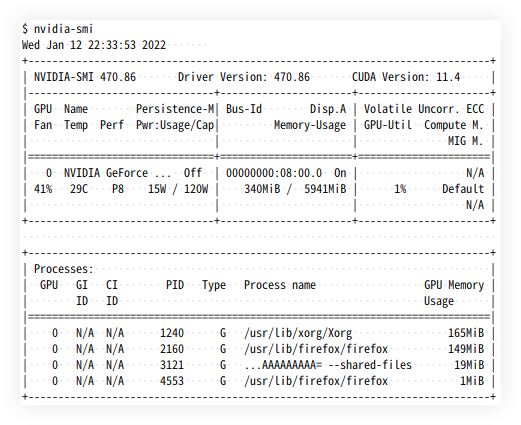 $ nvidia-smi
Wed Jan 12 22:33:53 2022
+-----------------------------------------------------------------------------+
| NVIDIA-SMI 470.86       Driver Version: 470.86       CUDA Version: 11.4     |
|-------------------------------+----------------------+----------------------+
| GPU  Name        Persistence-M| Bus-Id        Disp.A | Volatile Uncorr. ECC |
| Fan  Temp  Perf  Pwr:Usage/Cap|         Memory-Usage | GPU-Util  Compute M. |
|                               |                      |               MIG M. |
|===============================+======================+======================|
|   0  NVIDIA GeForce ...  Off  | 00000000:08:00.0  On |                  N/A |
| 41%   29C    P8    15W / 120W |    340MiB /  5941MiB |      1%      Default |
|                               |                      |                  N/A |
+-------------------------------+----------------------+----------------------+

+-----------------------------------------------------------------------------+
| Processes:                                                                  |
|  GPU   GI   CI        PID   Type   Process name                  GPU Memory |
|        ID   ID                                                   Usage      |
|=============================================================================|
|    0   N/A  N/A      1240      G   /usr/lib/xorg/Xorg                165MiB |
|    0   N/A  N/A      2160      G   /usr/lib/firefox/firefox          149MiB |
|    0   N/A  N/A      3121      G   ...AAAAAAAAA= --shared-files       19MiB |
|    0   N/A  N/A      4553      G   /usr/lib/firefox/firefox            1MiB |
+-----------------------------------------------------------------------------+